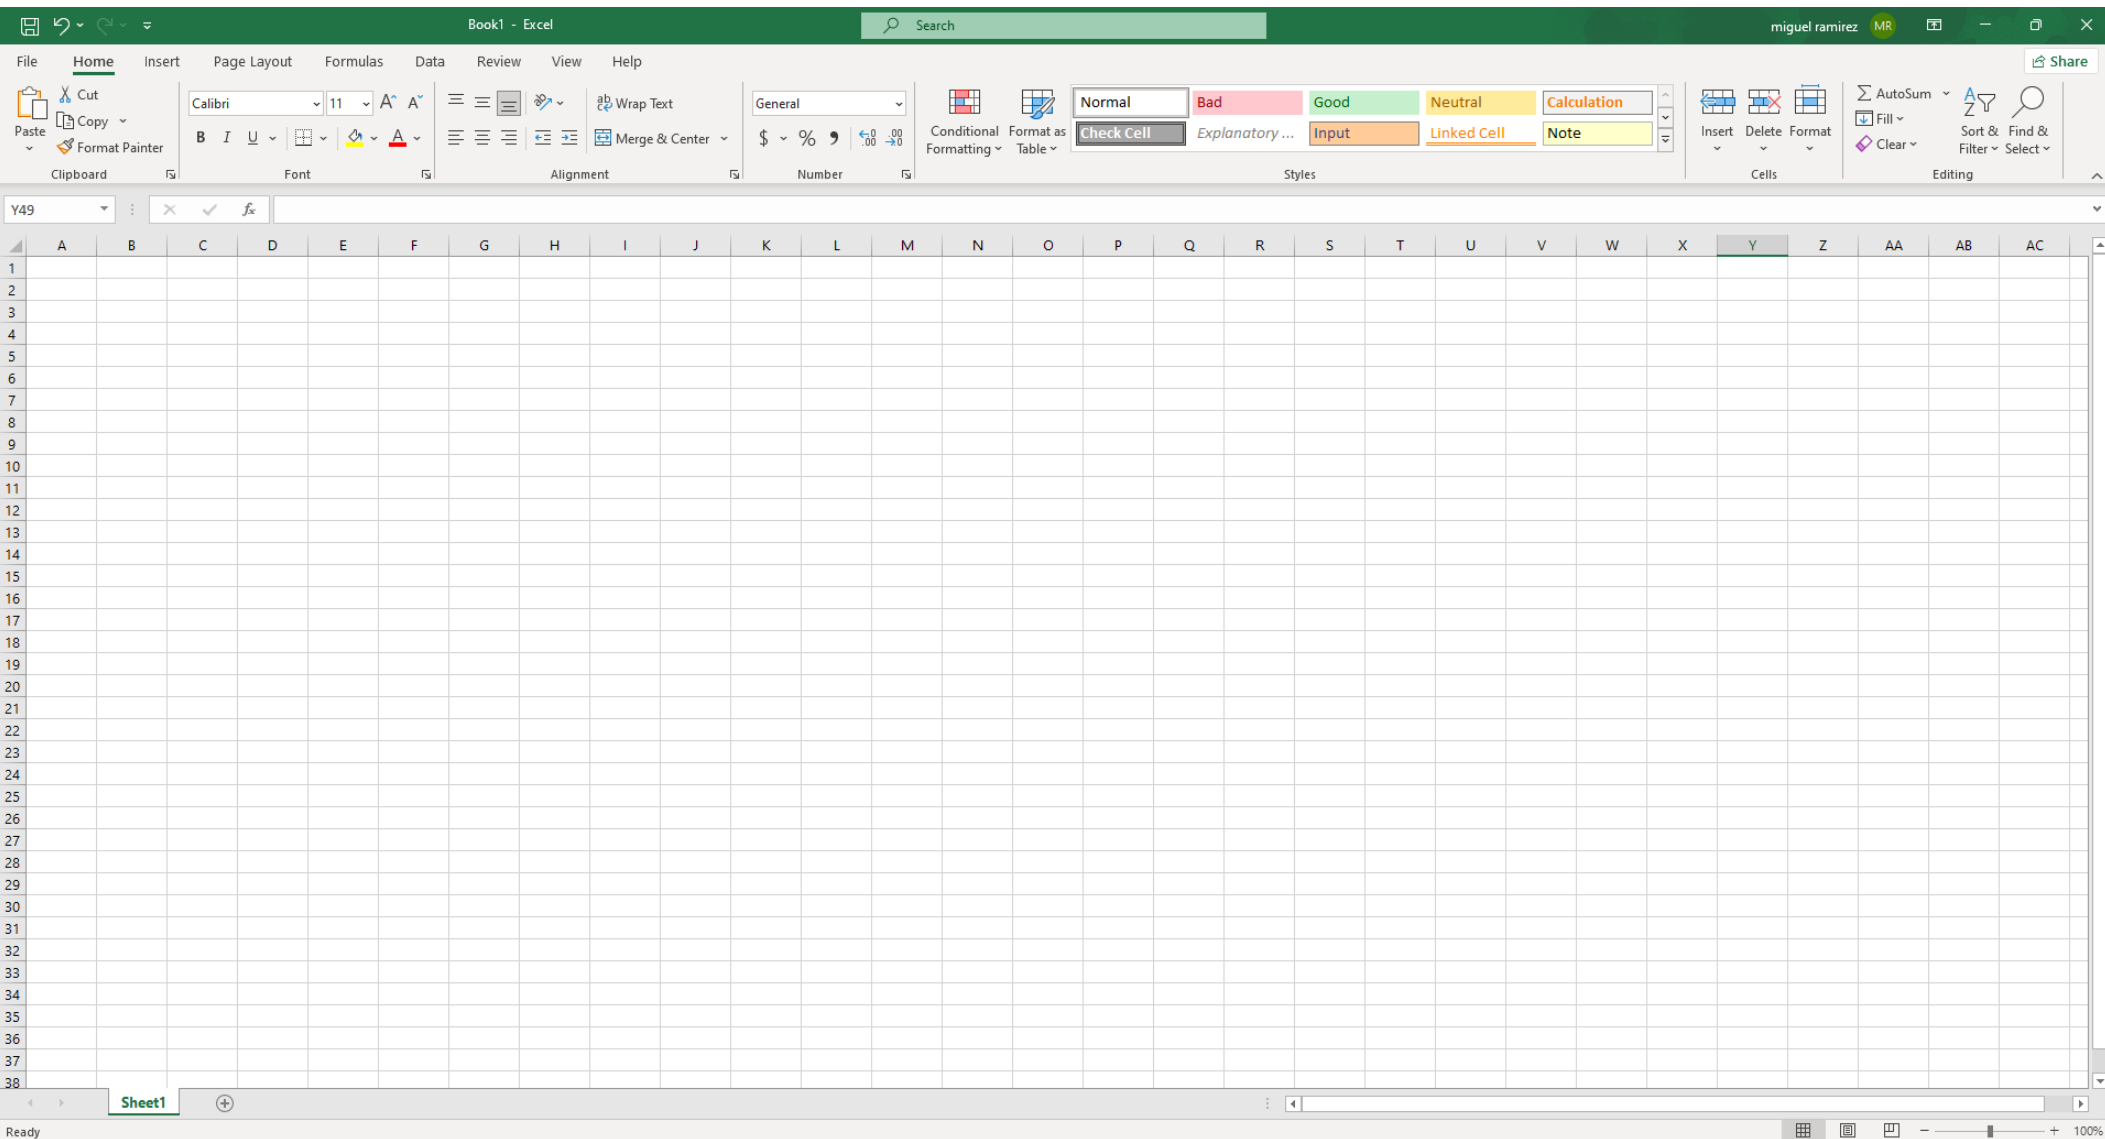 Book1 - Excel
Search
miguel ramirez MR
File Home Insert Page Layout Formulas Data Review View Help
Share
Paste
Cut
Copy
Format Painter
Clipboard
Calibri 11
B I U
Font
Wrap Text
Merge & Center
Alignment
General
$ % 9
Number
Conditional Formatting
Format as Table
Normal Bad Good Neutral Calculation
Check Cell Explanatory ... Input Linked Cell Note
Styles
Insert Delete Format
Cells
AutoSum
Fill
Clear
Sort & Filter
Find & Select
Editing
Y49
fx
A B C D E F G H I J K L M N O P Q R S T U V W X Y Z AA AB AC
1
2
3
4
5
6
7
8
9
10
11
12
13
14
15
16
17
18
19
20
21
22
23
24
25
26
27
28
29
30
31
32
33
34
35
36
37
38
Sheet1
Ready
100%